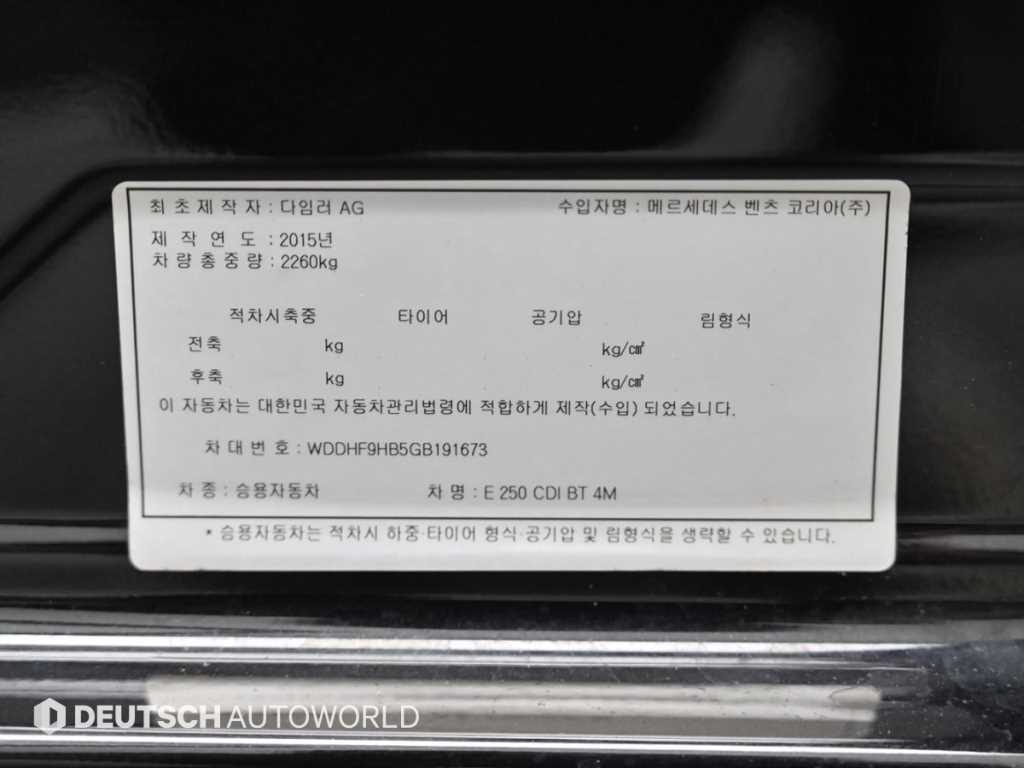 최 초 제 작 자 : 다임러 AG 수입자명 : 메르세데스 벤츠 코리아(주)
제 작 연 도 : 2015년
차 량 총 중 량 : 2260kg
적차시축중 타이어 공기압 림형식
전축 kg kg/㎠
후축 kg kg/㎠
이 자동차는 대한민국 자동차관리법령에 적합하게 제작(수입) 되었습니다.
차 대 번 호 : WDDHF9HB5GB191673
차 종 : 승용자동차 차 명 : E 250 CDI BT 4M
* 승용자동차는 적차시 하중·타이어 형식·공기압 및 림형식을 생략할 수 있습니다.
DEUTSCH AUTOWORLD